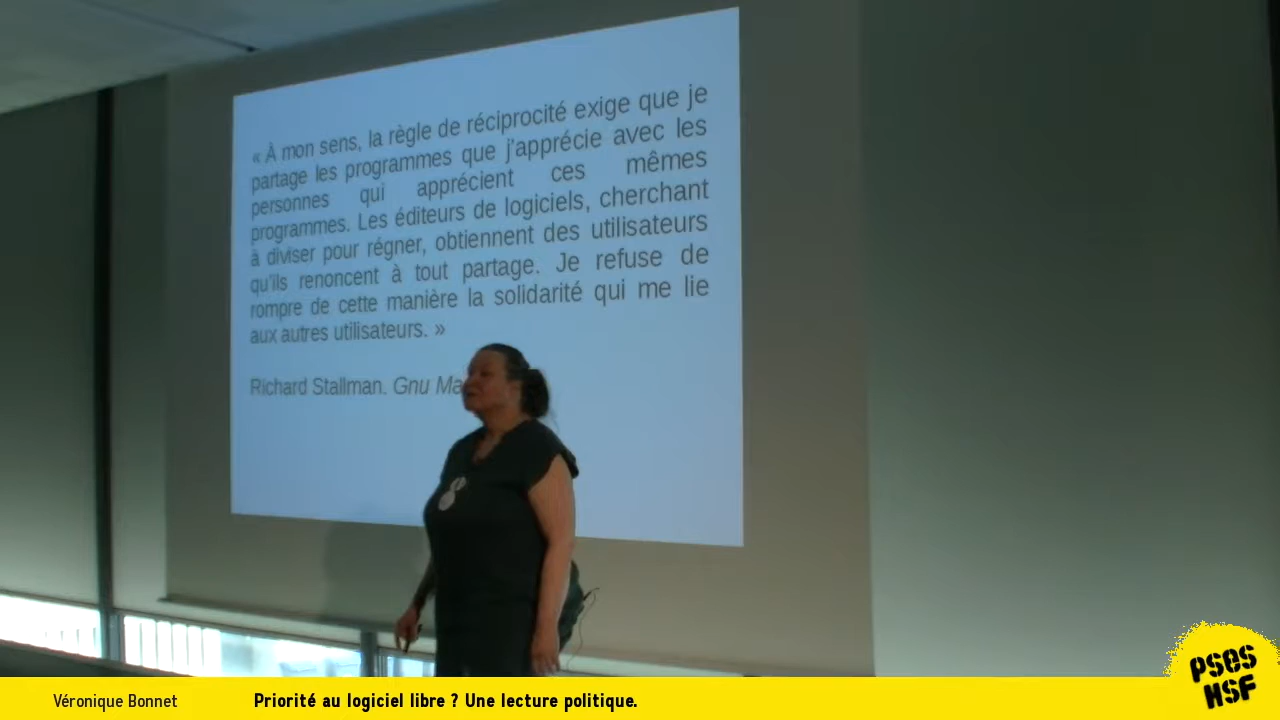 « À mon sens, la règle de réciprocité exige que je
partage les programmes que j'apprécie avec les
personnes qui apprécient ces mêmes
programmes. Les éditeurs de logiciels, cherchant
à diviser pour régner, obtiennent des utilisateurs
qu'ils renoncent à tout partage. Je refuse de
rompre de cette manière la solidarité qui me lie
aux autres utilisateurs. »
Richard Stallman. Gnu Ma
Véronique Bonnet
Priorité au logiciel libre ? Une lecture politique.
PSES
HSF